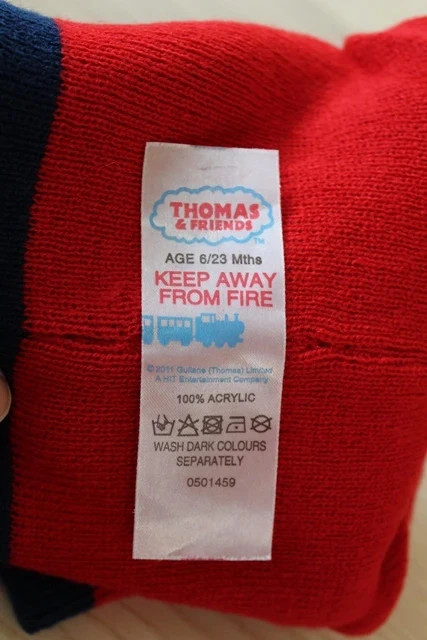 THOMAS
& FRIENDS
TM
AGE 6/23 Mths
KEEP AWAY
FROM FIRE
© 2011 Gullane (Thomas) Limited
A HIT Entertainment Company
100% ACRYLIC
WASH DARK COLOURS
SEPARATELY
0501459